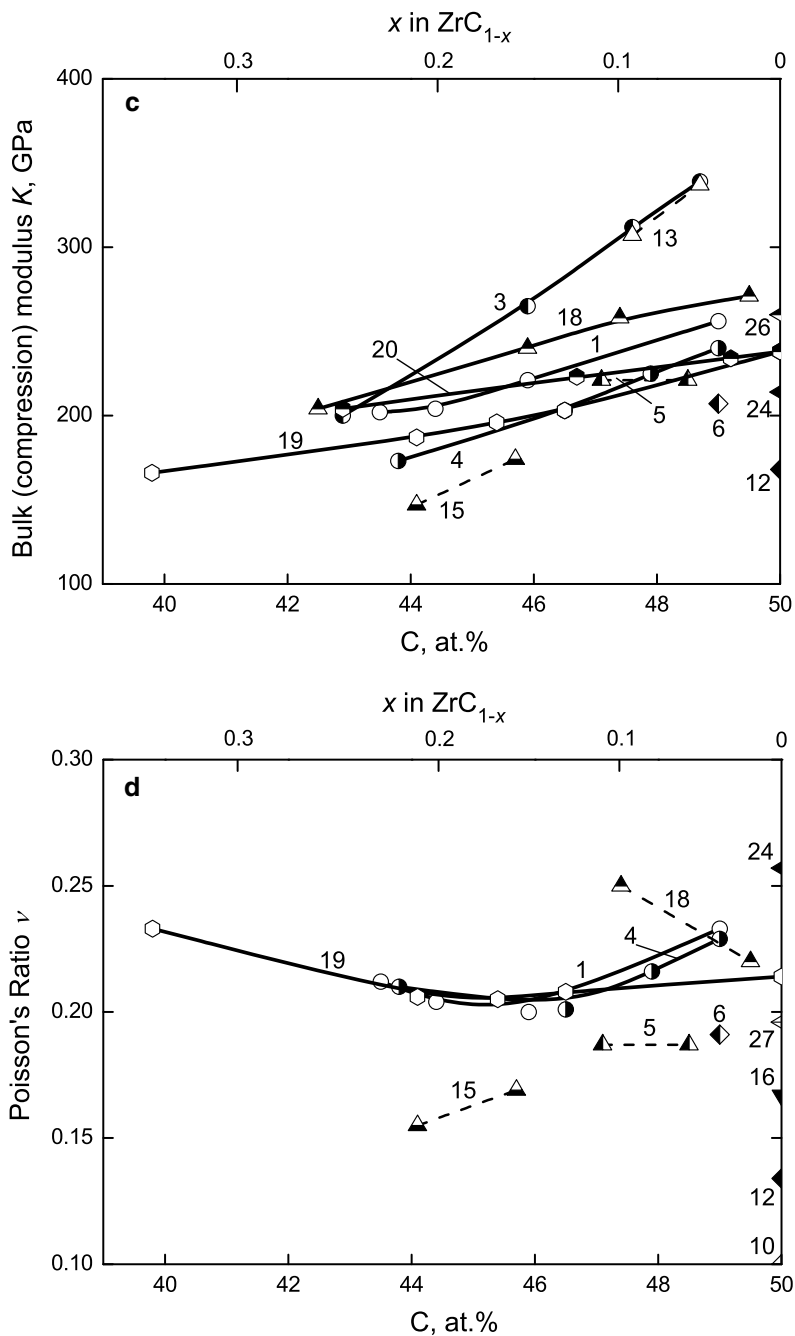 x in ZrC1-x
0.3 0.2 0.1 0
400
c
Bulk (compression) modulus K, GPa
13
300
3
18
26
1
20
200
5
24
6
19
4
12
15
100
40 42 44 46 48 50
C, at.%
x in ZrC1-x
0.3 0.2 0.1 0
0.30
d
Poisson's Ratio ν
24
0.25
18
4
19
1
0.20
6
5
27
16
15
0.15
12
10
0.10
40 42 44 46 48 50
C, at.%